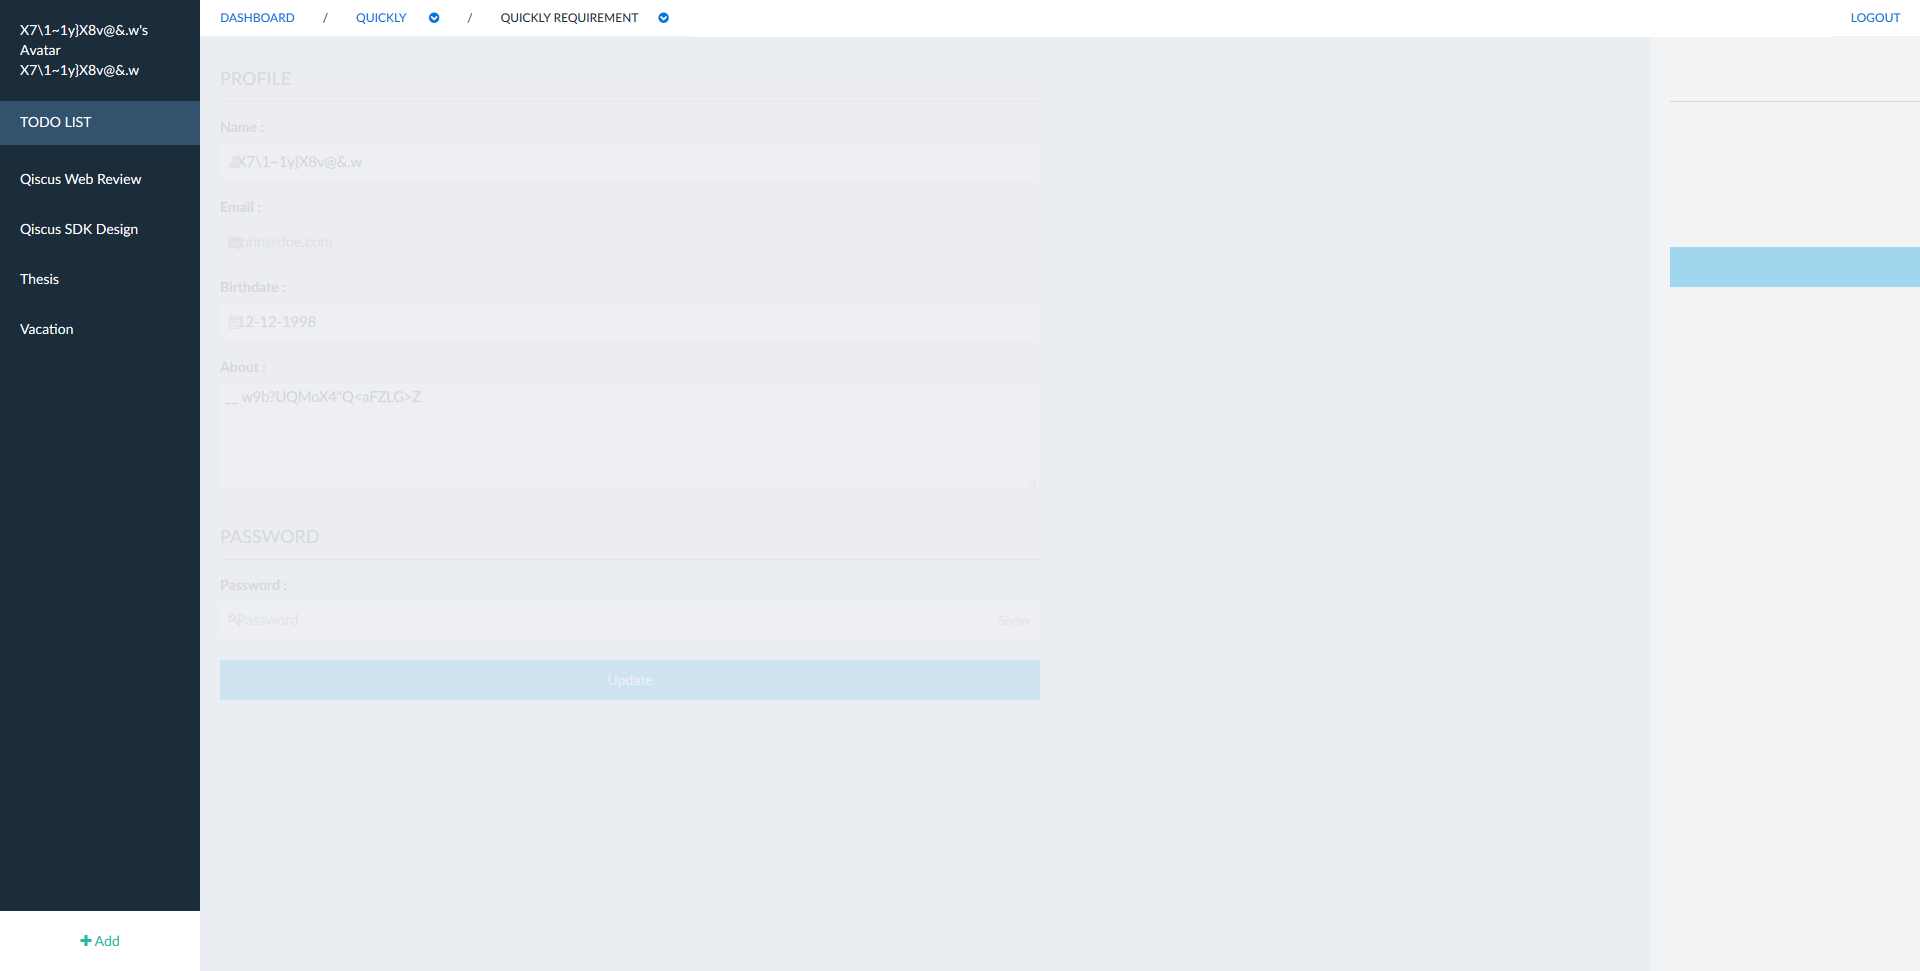 X7\1~1y}X8v@&.w's
Avatar
X7\1~1y}X8v@&.w
TODO LIST
Qiscus Web Review
Qiscus SDK Design
Thesis
Vacation
+ Add
DASHBOARD / QUICKLY / QUICKLY REQUIREMENT
LOGOUT
PROFILE
Name :
X7\1~1y}X8v@&.w
Email :
john@doe.com
Birthdate :
12-12-1998
About :
__ w9b?UQMoX4"Q<aFZLG>Z
PASSWORD
Password :
Password
Show
Update